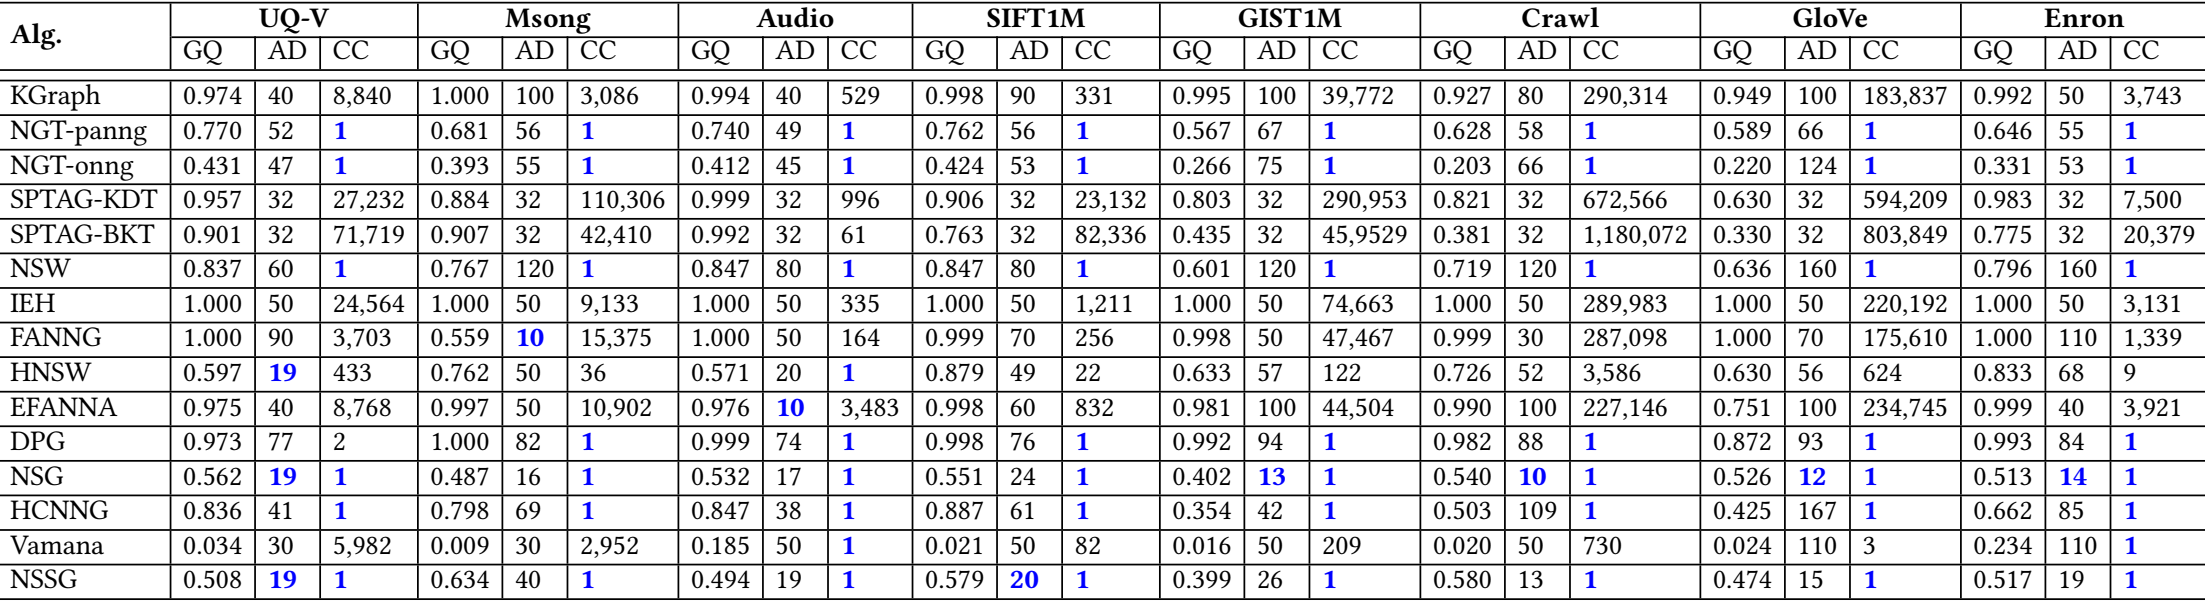 Alg. UQ-V Msong Audio SIFT1M GIST1M Crawl GloVe Enron
GQ AD CC GQ AD CC GQ AD CC GQ AD CC GQ AD CC GQ AD CC GQ AD CC GQ AD CC
KGraph 0.974 40 8,840 1.000 100 3,086 0.994 40 529 0.998 90 331 0.995 100 39,772 0.927 80 290,314 0.949 100 183,837 0.992 50 3,743
NGT-panng 0.770 52 1 0.681 56 1 0.740 49 1 0.762 56 1 0.567 67 1 0.628 58 1 0.589 66 1 0.646 55 1
NGT-onng 0.431 47 1 0.393 55 1 0.412 45 1 0.424 53 1 0.266 75 1 0.203 66 1 0.220 124 1 0.331 53 1
SPTAG-KDT 0.957 32 27,232 0.884 32 110,306 0.999 32 996 0.906 32 23,132 0.803 32 290,953 0.821 32 672,566 0.630 32 594,209 0.983 32 7,500
SPTAG-BKT 0.901 32 71,719 0.907 32 42,410 0.992 32 61 0.763 32 82,336 0.435 32 45,9529 0.381 32 1,180,072 0.330 32 803,849 0.775 32 20,379
NSW 0.837 60 1 0.767 120 1 0.847 80 1 0.847 80 1 0.601 120 1 0.719 120 1 0.636 160 1 0.796 160 1
IEH 1.000 50 24,564 1.000 50 9,133 1.000 50 335 1.000 50 1,211 1.000 50 74,663 1.000 50 289,983 1.000 50 220,192 1.000 50 3,131
FANNG 1.000 90 3,703 0.559 10 15,375 1.000 50 164 0.999 70 256 0.998 50 47,467 0.999 30 287,098 1.000 70 175,610 1.000 110 1,339
HNSW 0.597 19 433 0.762 50 36 0.571 20 1 0.879 49 22 0.633 57 122 0.726 52 3,586 0.630 56 624 0.833 68 9
EFANNA 0.975 40 8,768 0.997 50 10,902 0.976 10 3,483 0.998 60 832 0.981 100 44,504 0.990 100 227,146 0.751 100 234,745 0.999 40 3,921
DPG 0.973 77 2 1.000 82 1 0.999 74 1 0.998 76 1 0.992 94 1 0.982 88 1 0.872 93 1 0.993 84 1
NSG 0.562 19 1 0.487 16 1 0.532 17 1 0.551 24 1 0.402 13 1 0.540 10 1 0.526 12 1 0.513 14 1
HCNNG 0.836 41 1 0.798 69 1 0.847 38 1 0.887 61 1 0.354 42 1 0.503 109 1 0.425 167 1 0.662 85 1
Vamana 0.034 30 5,982 0.009 30 2,952 0.185 50 1 0.021 50 82 0.016 50 209 0.020 50 730 0.024 110 3 0.234 110 1
NSSG 0.508 19 1 0.634 40 1 0.494 19 1 0.579 20 1 0.399 26 1 0.580 13 1 0.474 15 1 0.517 19 1